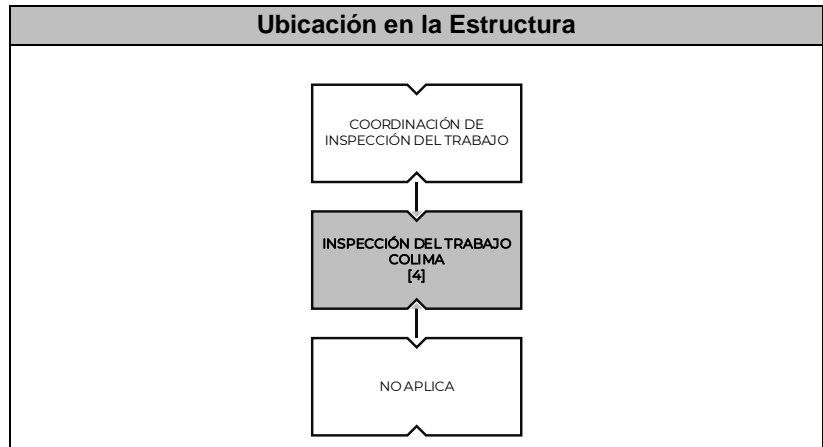 Ubicación en la Estructura
COORDINACIÓN DE
INSPECCIÓN DEL TRABAJO
INSPECCIÓN DEL TRABAJO
COLIMA
[4]
NO APLICA